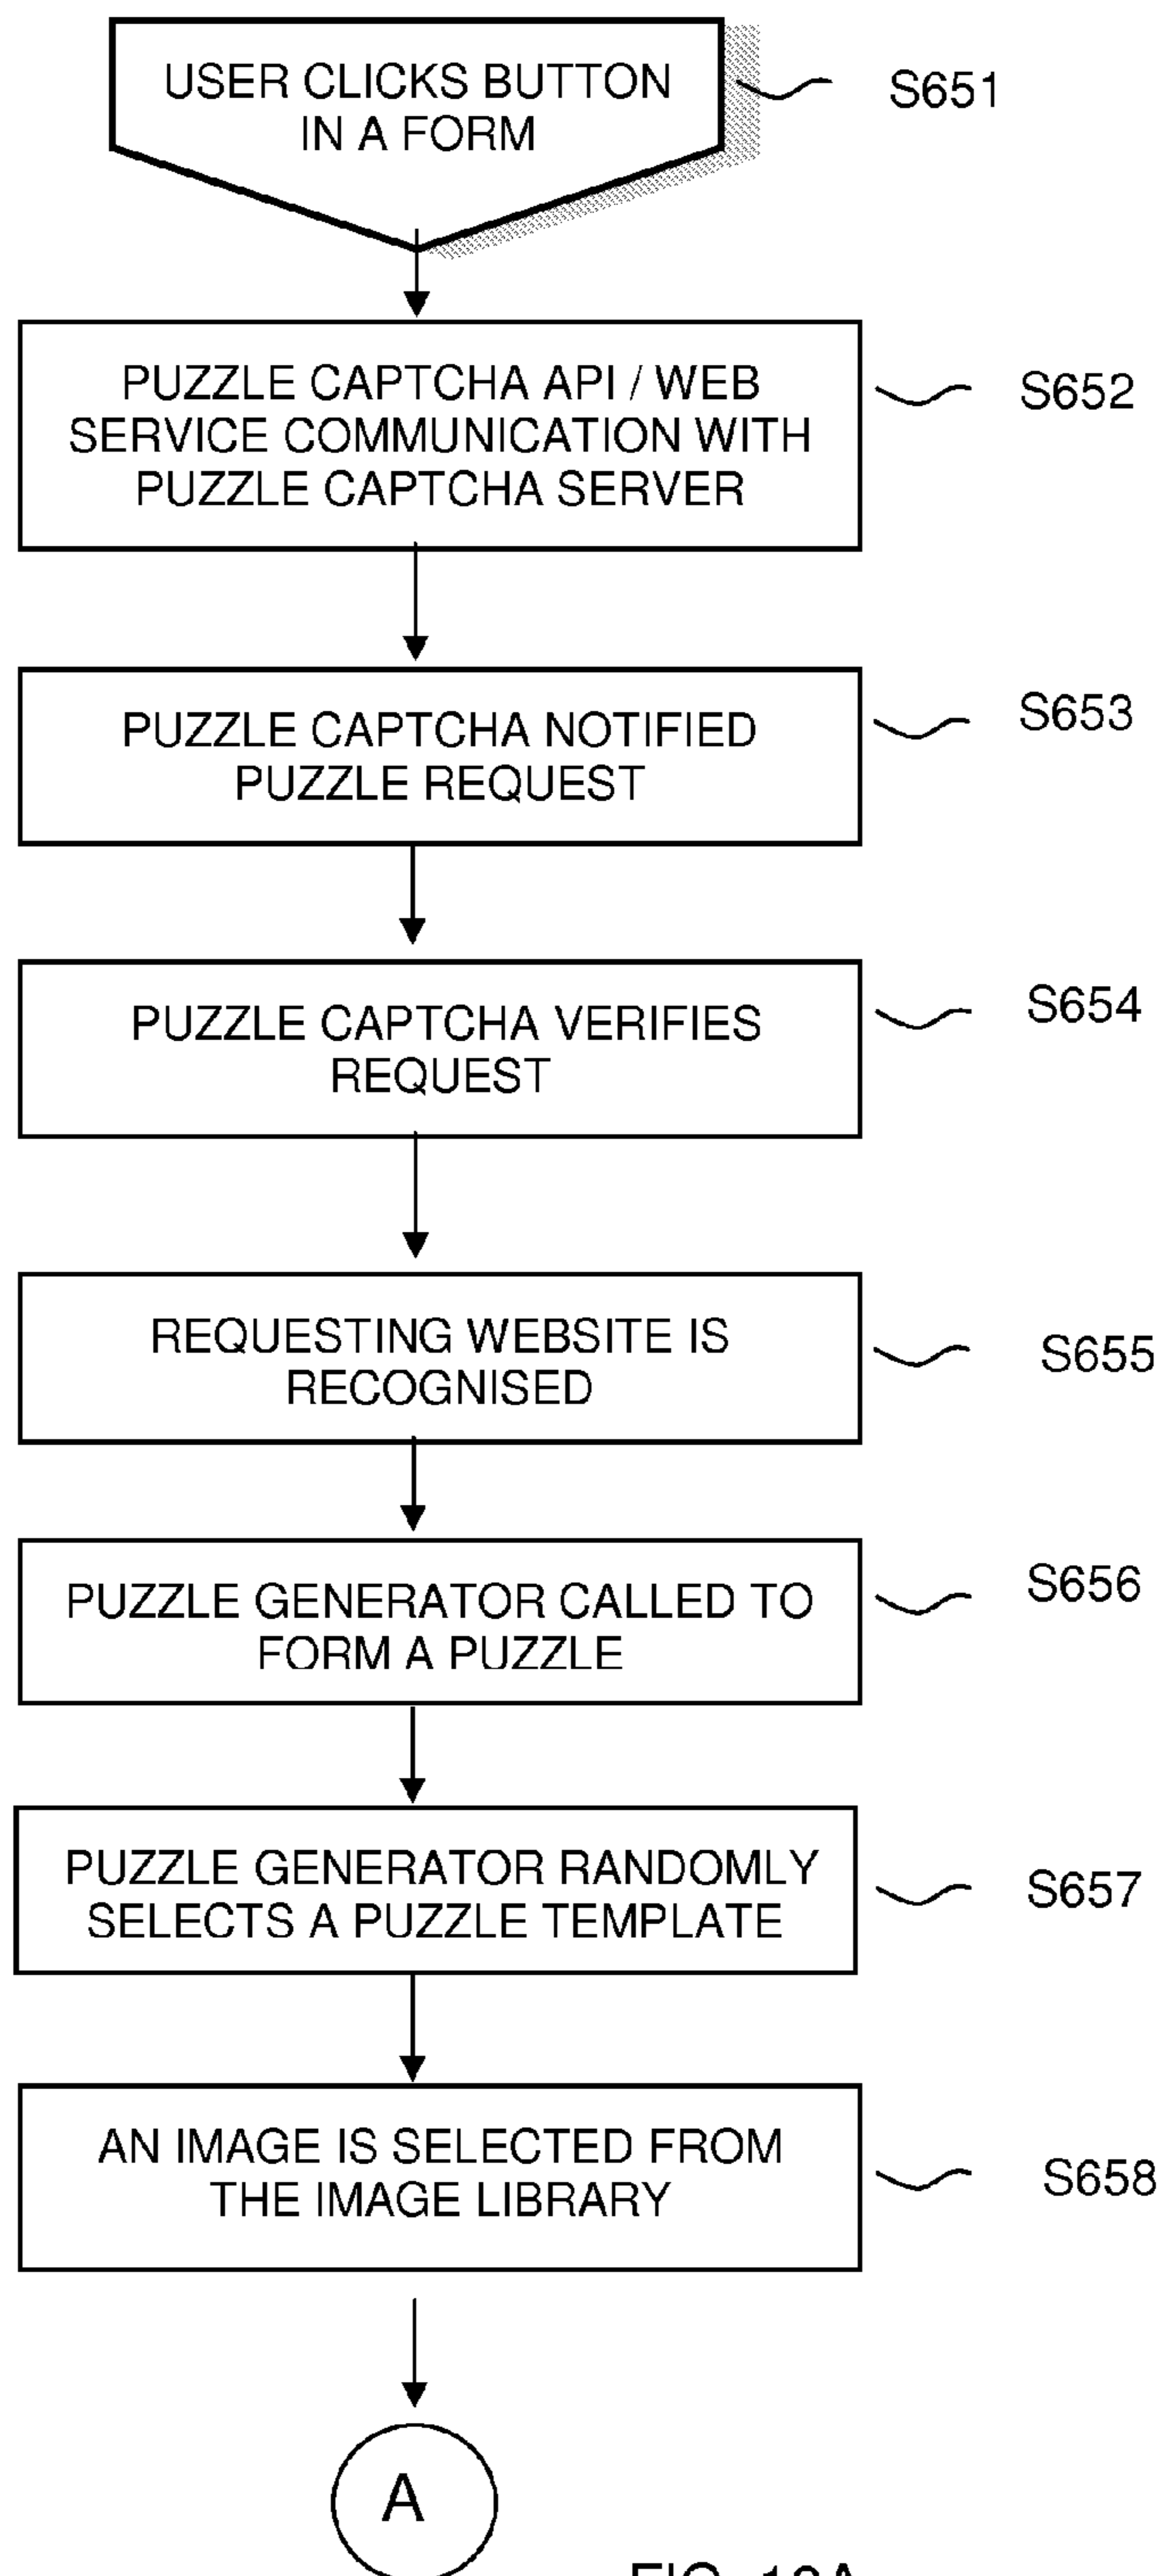 USER CLICKS BUTTON
IN A FORM
S651
PUZZLE CAPTCHA API / WEB
SERVICE COMMUNICATION WITH
PUZZLE CAPTCHA SERVER
S652
PUZZLE CAPTCHA NOTIFIED
PUZZLE REQUEST
S653
PUZZLE CAPTCHA VERIFIES
REQUEST
S654
REQUESTING WEBSITE IS
RECOGNISED
S655
PUZZLE GENERATOR CALLED TO
FORM A PUZZLE
S656
PUZZLE GENERATOR RANDOMLY
SELECTS A PUZZLE TEMPLATE
S657
AN IMAGE IS SELECTED FROM
THE IMAGE LIBRARY
S658
A
FIG.